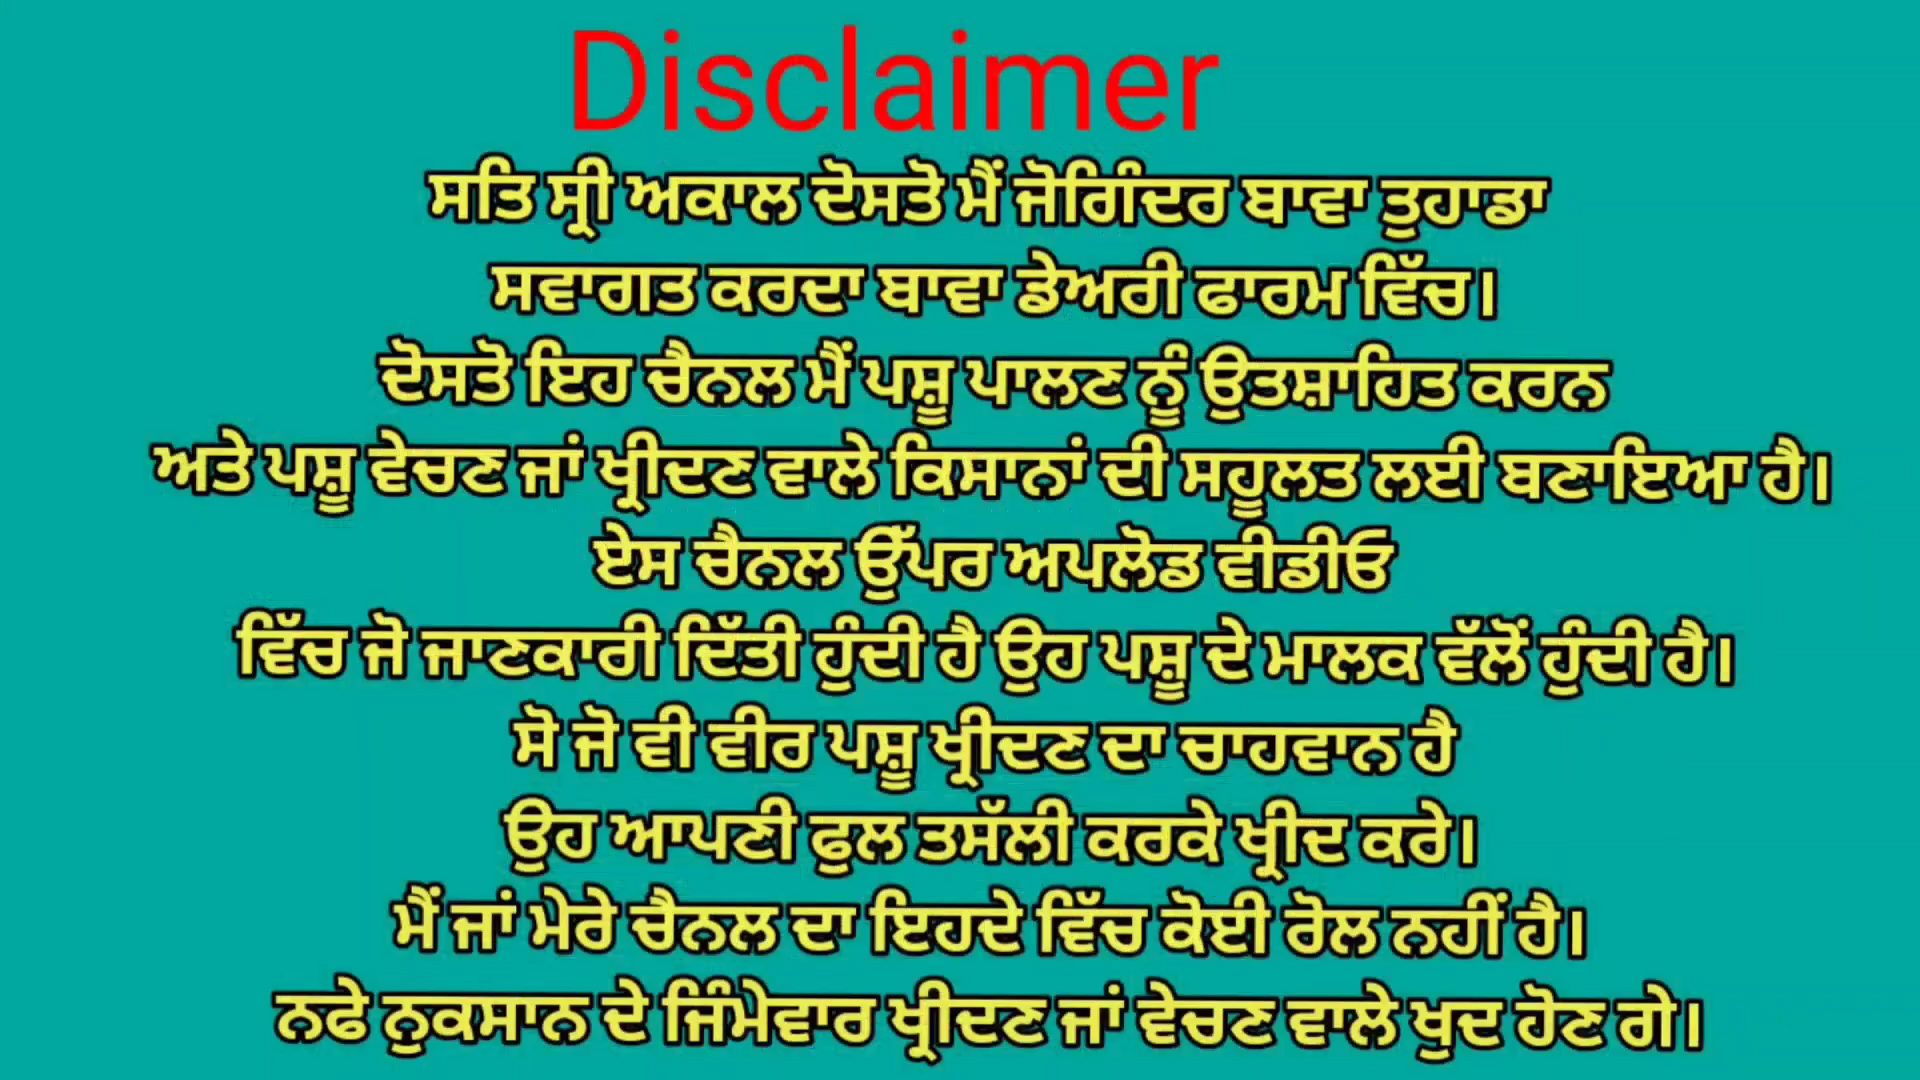 Disclaimer
ਸਤਿ ਸ੍ਰੀ ਅਕਾਲ ਦੋਸਤੋ ਮੈਂ ਜੋਗਿੰਦਰ ਬਾਵਾ ਤੁਹਾਡਾ
ਸਵਾਗਤ ਕਰਦਾ ਬਾਵਾ ਡੇਅਰੀ ਫਾਰਮ ਵਿੱਚ।
ਦੋਸਤੋ ਇਹ ਚੈਨਲ ਮੈਂ ਪਸ਼ੂ ਪਾਲਣ ਨੂੰ ਉਤਸ਼ਾਹਿਤ ਕਰਨ
ਅਤੇ ਪਸ਼ੂ ਵੇਚਣ ਜਾਂ ਖ੍ਰੀਦਣ ਵਾਲੇ ਕਿਸਾਨਾਂ ਦੀ ਸਹੂਲਤ ਲਈ ਬਣਾਇਆ ਹੈ।
ਏਸ ਚੈਨਲ ਉੱਪਰ ਅਪਲੋਡ ਵੀਡੀਓ
ਵਿੱਚ ਜੋ ਜਾਣਕਾਰੀ ਦਿੱਤੀ ਹੁੰਦੀ ਹੈ ਉਹ ਪਸ਼ੂ ਦੇ ਮਾਲਕ ਵੱਲੋਂ ਹੁੰਦੀ ਹੈ।
ਸੋ ਜੋ ਵੀ ਵੀਰ ਪਸ਼ੂ ਖ੍ਰੀਦਣ ਦਾ ਚਾਹਵਾਨ ਹੈ
ਉਹ ਆਪਣੀ ਫੁਲ ਤਸੱਲੀ ਕਰਕੇ ਖ੍ਰੀਦ ਕਰੇ।
ਮੈਂ ਜਾਂ ਮੇਰੇ ਚੈਨਲ ਦਾ ਇਹਦੇ ਵਿੱਚ ਕੋਈ ਰੋਲ ਨਹੀਂ ਹੈ।
ਨਫੇ ਨੁਕਸਾਨ ਦੇ ਜਿੰਮੇਵਾਰ ਖ੍ਰੀਦਣ ਜਾਂ ਵੇਚਣ ਵਾਲੇ ਖੁਦ ਹੋਣ ਗੇ।